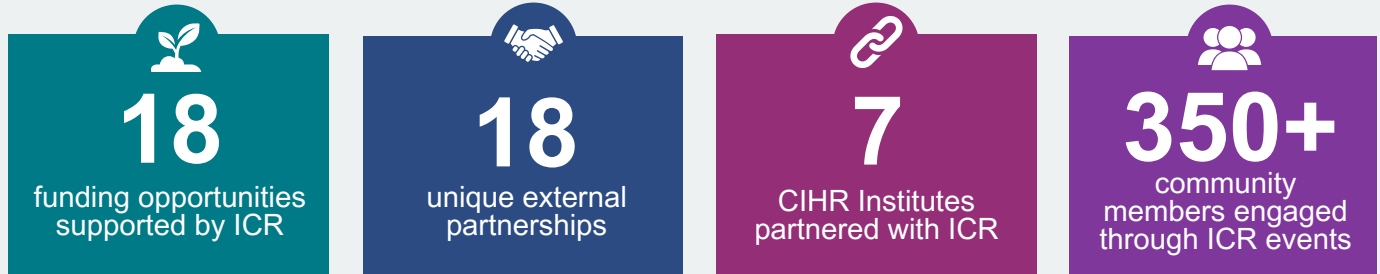 18
funding opportunities
supported by ICR
18
unique external
partnerships
7
CIHR Institutes
partnered with ICR
350+
community
members engaged
through ICR events